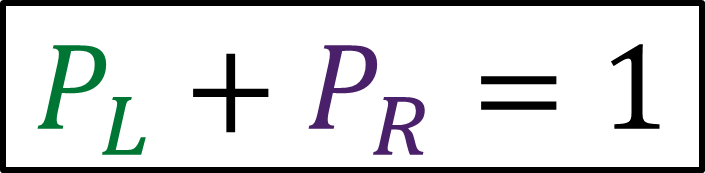 P_L + P_R = 1